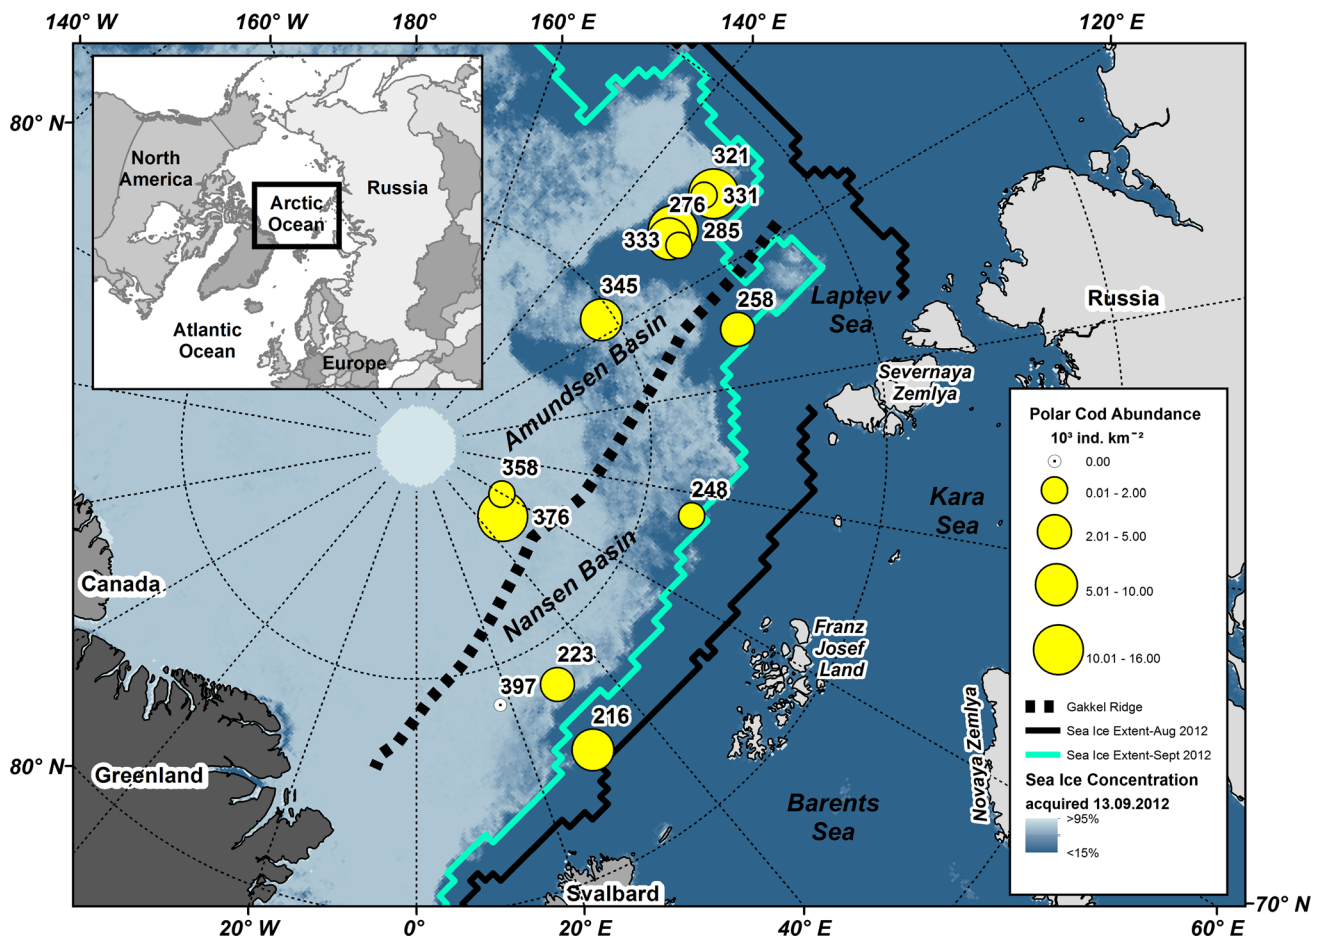 140° W
160° W
180°
160° E
140° E
120° E
80° N
North
America
Russia
Arctic
Ocean
Atlantic
Ocean
Europe
321
331
276
285
333
345
258
Laptev
Sea
Russia
Amundsen Basin
Severnaya
Zemlya
358
376
248
Kara
Sea
Nansen Basin
Canada
Franz
Josef
Land
223
397
216
Novaya Zemlya
80° N
Greenland
Barents
Sea
Svalbard
Polar Cod Abundance
10³ ind. km⁻²
0.00
0.01 - 2.00
2.01 - 5.00
5.01 - 10.00
10.01 - 16.00
Gakkel Ridge
Sea Ice Extent-Aug 2012
Sea Ice Extent-Sept 2012
Sea Ice Concentration
acquired 13.09.2012
>95%
<15%
70° N
20° W
0°
20° E
40° E
60° E